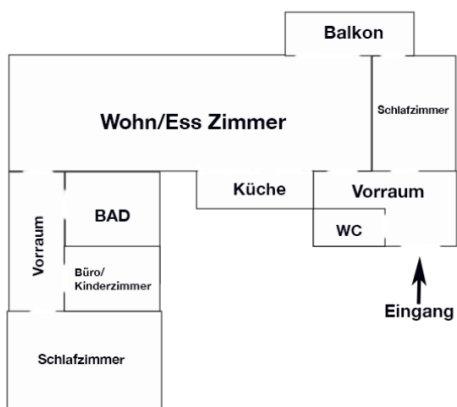 Balkon
Wohn/Ess Zimmer
Schlafzimmer
Küche
Vorraum
WC
Eingang
Vorraum
BAD
Büro/
Kinderzimmer
Schlafzimmer